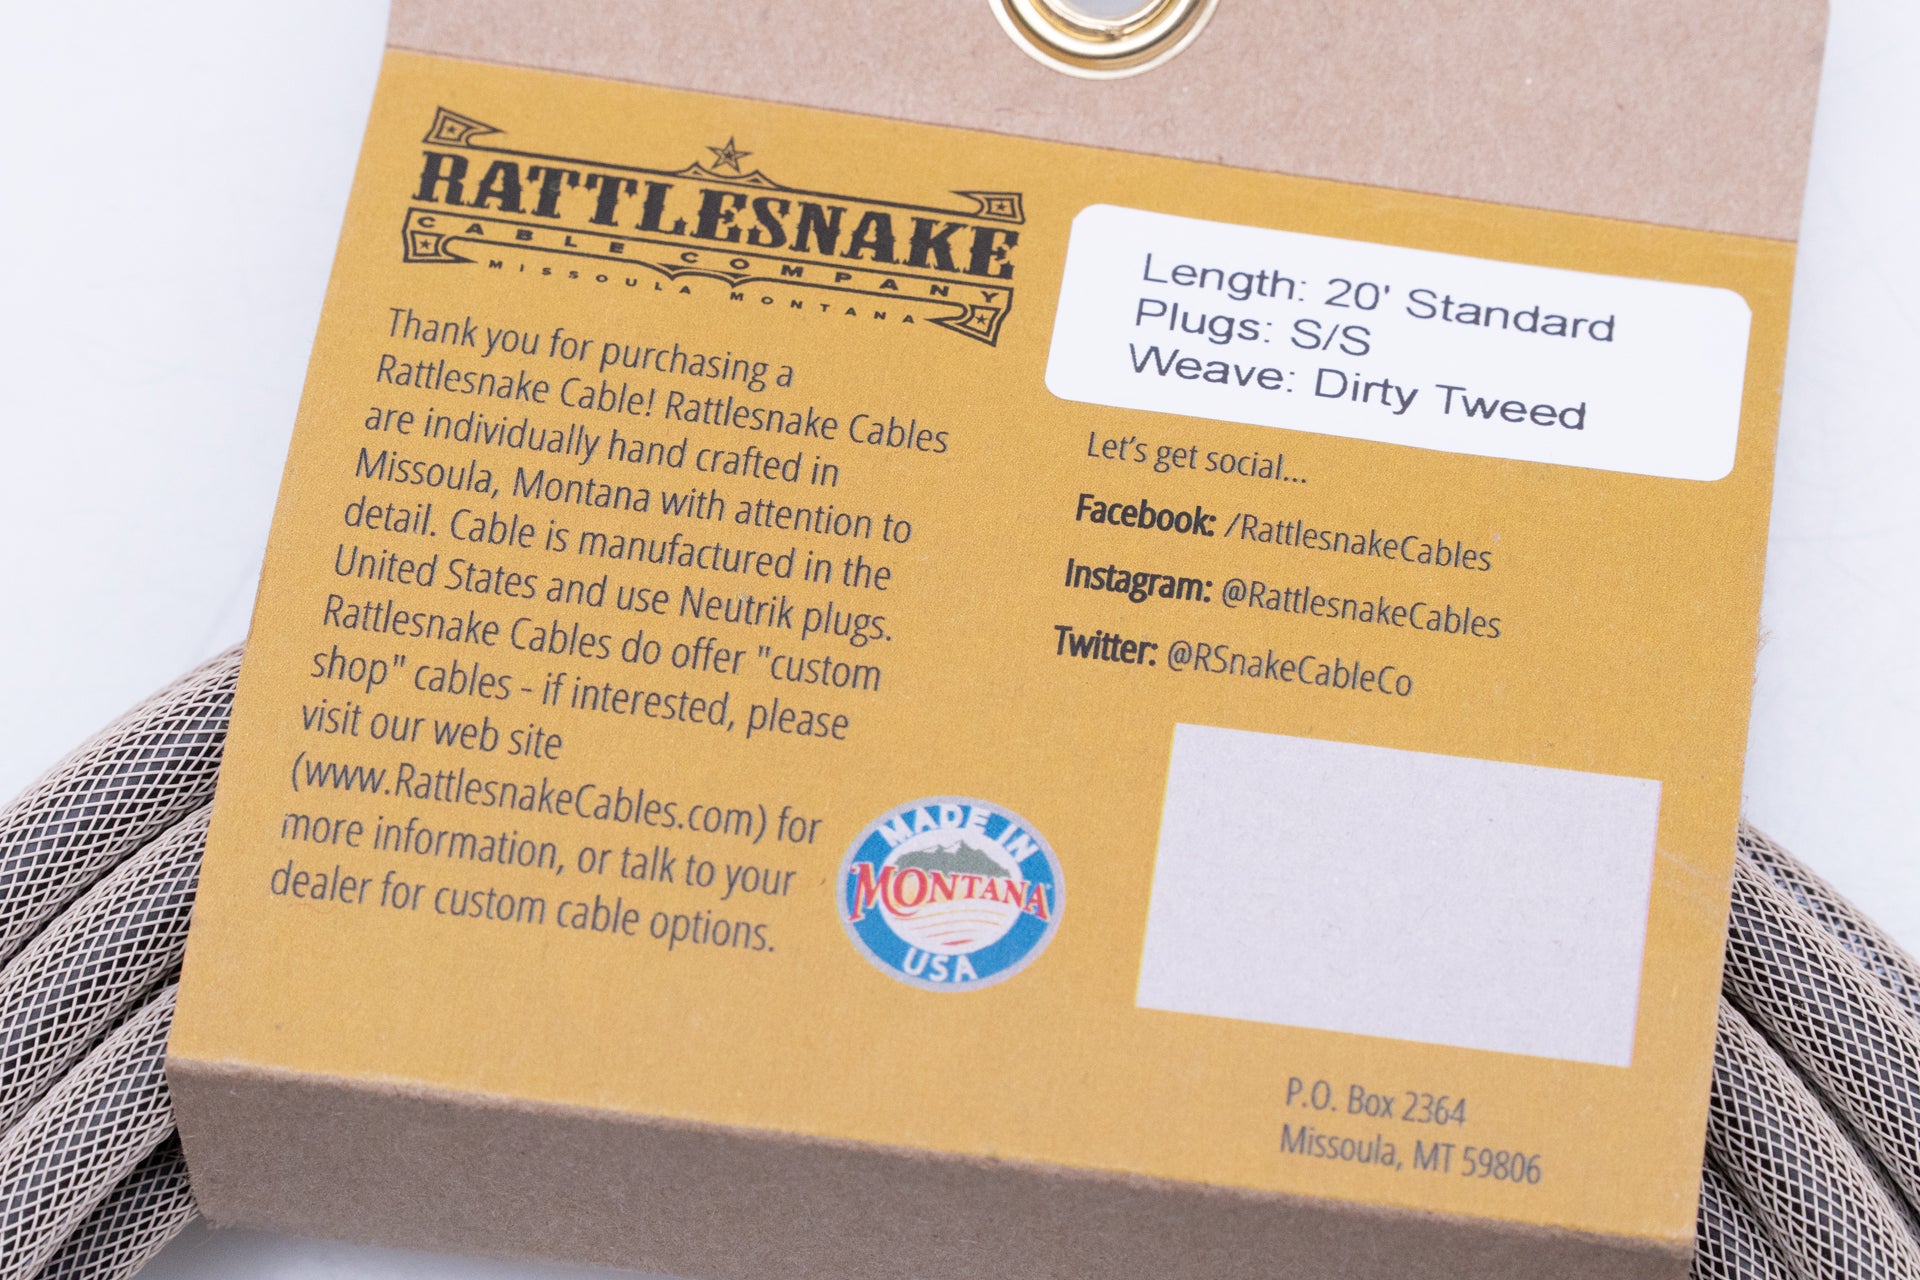 RATTLESNAKE
CABLE COMPANY
MISSOULA MONTANA
Thank you for purchasing a
Rattlesnake Cable! Rattlesnake Cables
are individually hand crafted in
Missoula, Montana with attention to
detail. Cable is manufactured in the
United States and use Neutrik plugs.
Rattlesnake Cables do offer "custom
shop" cables - if interested, please
visit our web site
(www.RattlesnakeCables.com) for
more information, or talk to your
dealer for custom cable options.
MADE IN
MONTANA
USA
Length: 20' Standard
Plugs: S/S
Weave: Dirty Tweed
Let's get social...
Facebook: /RattlesnakeCables
Instagram: @RattlesnakeCables
Twitter: @RSnakeCableCo
P.O. Box 2364
Missoula, MT 59806